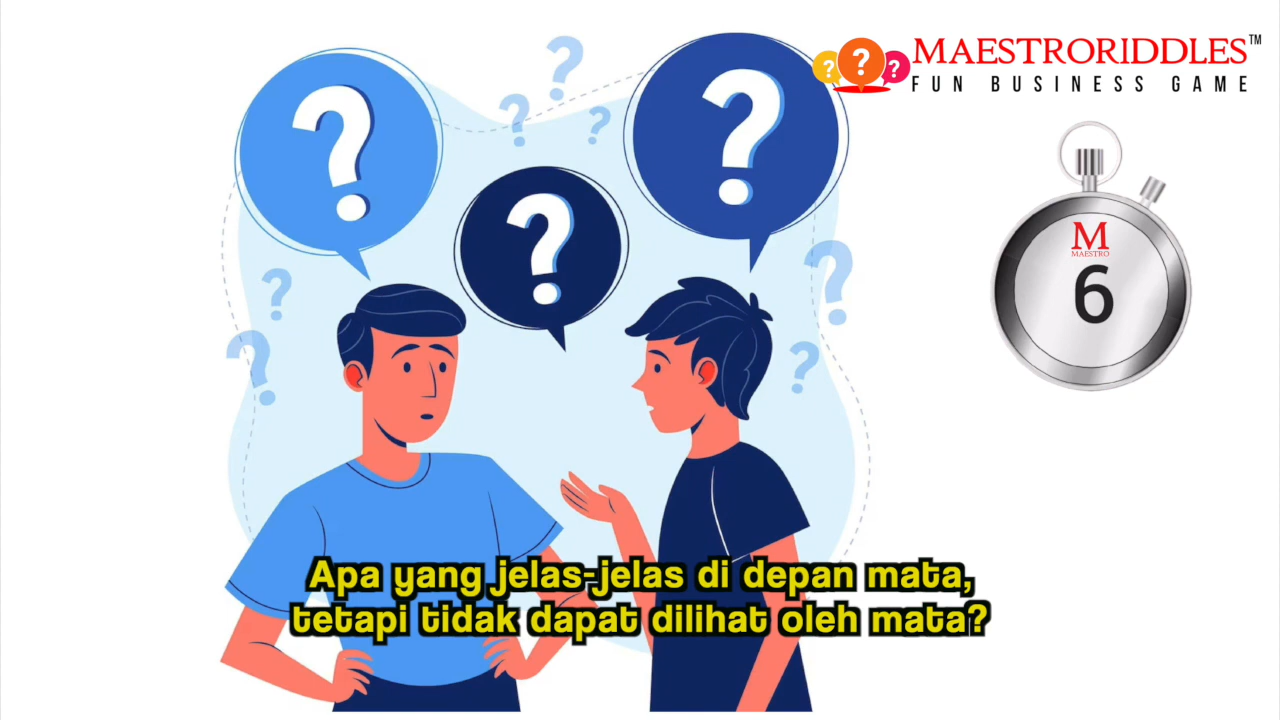 MAESTRORIDDLES™
FUN BUSINESS GAME
M
MAESTRO
6
? ? ?
? ? ?
? ? ?
? ? ?
? ? ?
Apa yang jelas-jelas di depan mata,
tetapi tidak dapat dilihat oleh mata?